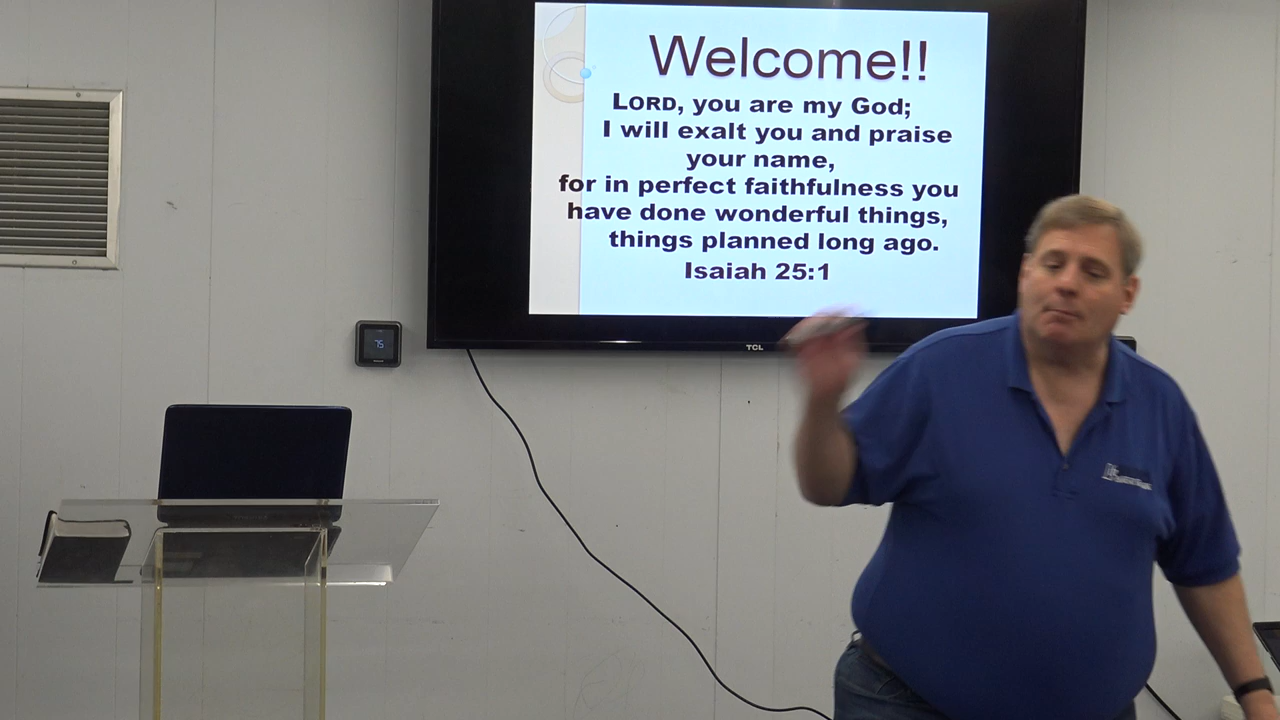 Welcome!!
LORD, you are my God;
I will exalt you and praise
your name,
for in perfect faithfulness you
have done wonderful things,
things planned long ago.
Isaiah 25:1
TCL
75